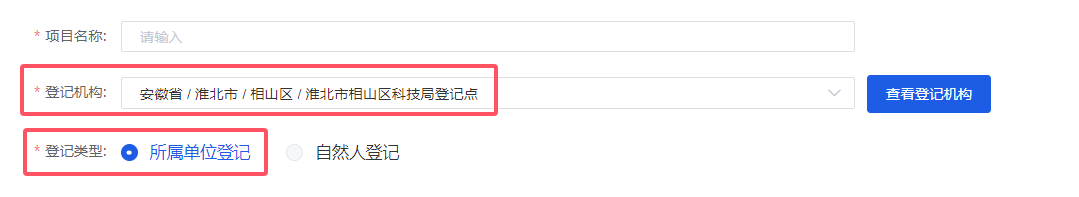 * 项目名称: 请输入
* 登记机构: 安徽省 / 淮北市 / 相山区 / 淮北市相山区科技局登记点 查看登记机构
* 登记类型: 所属单位登记 自然人登记